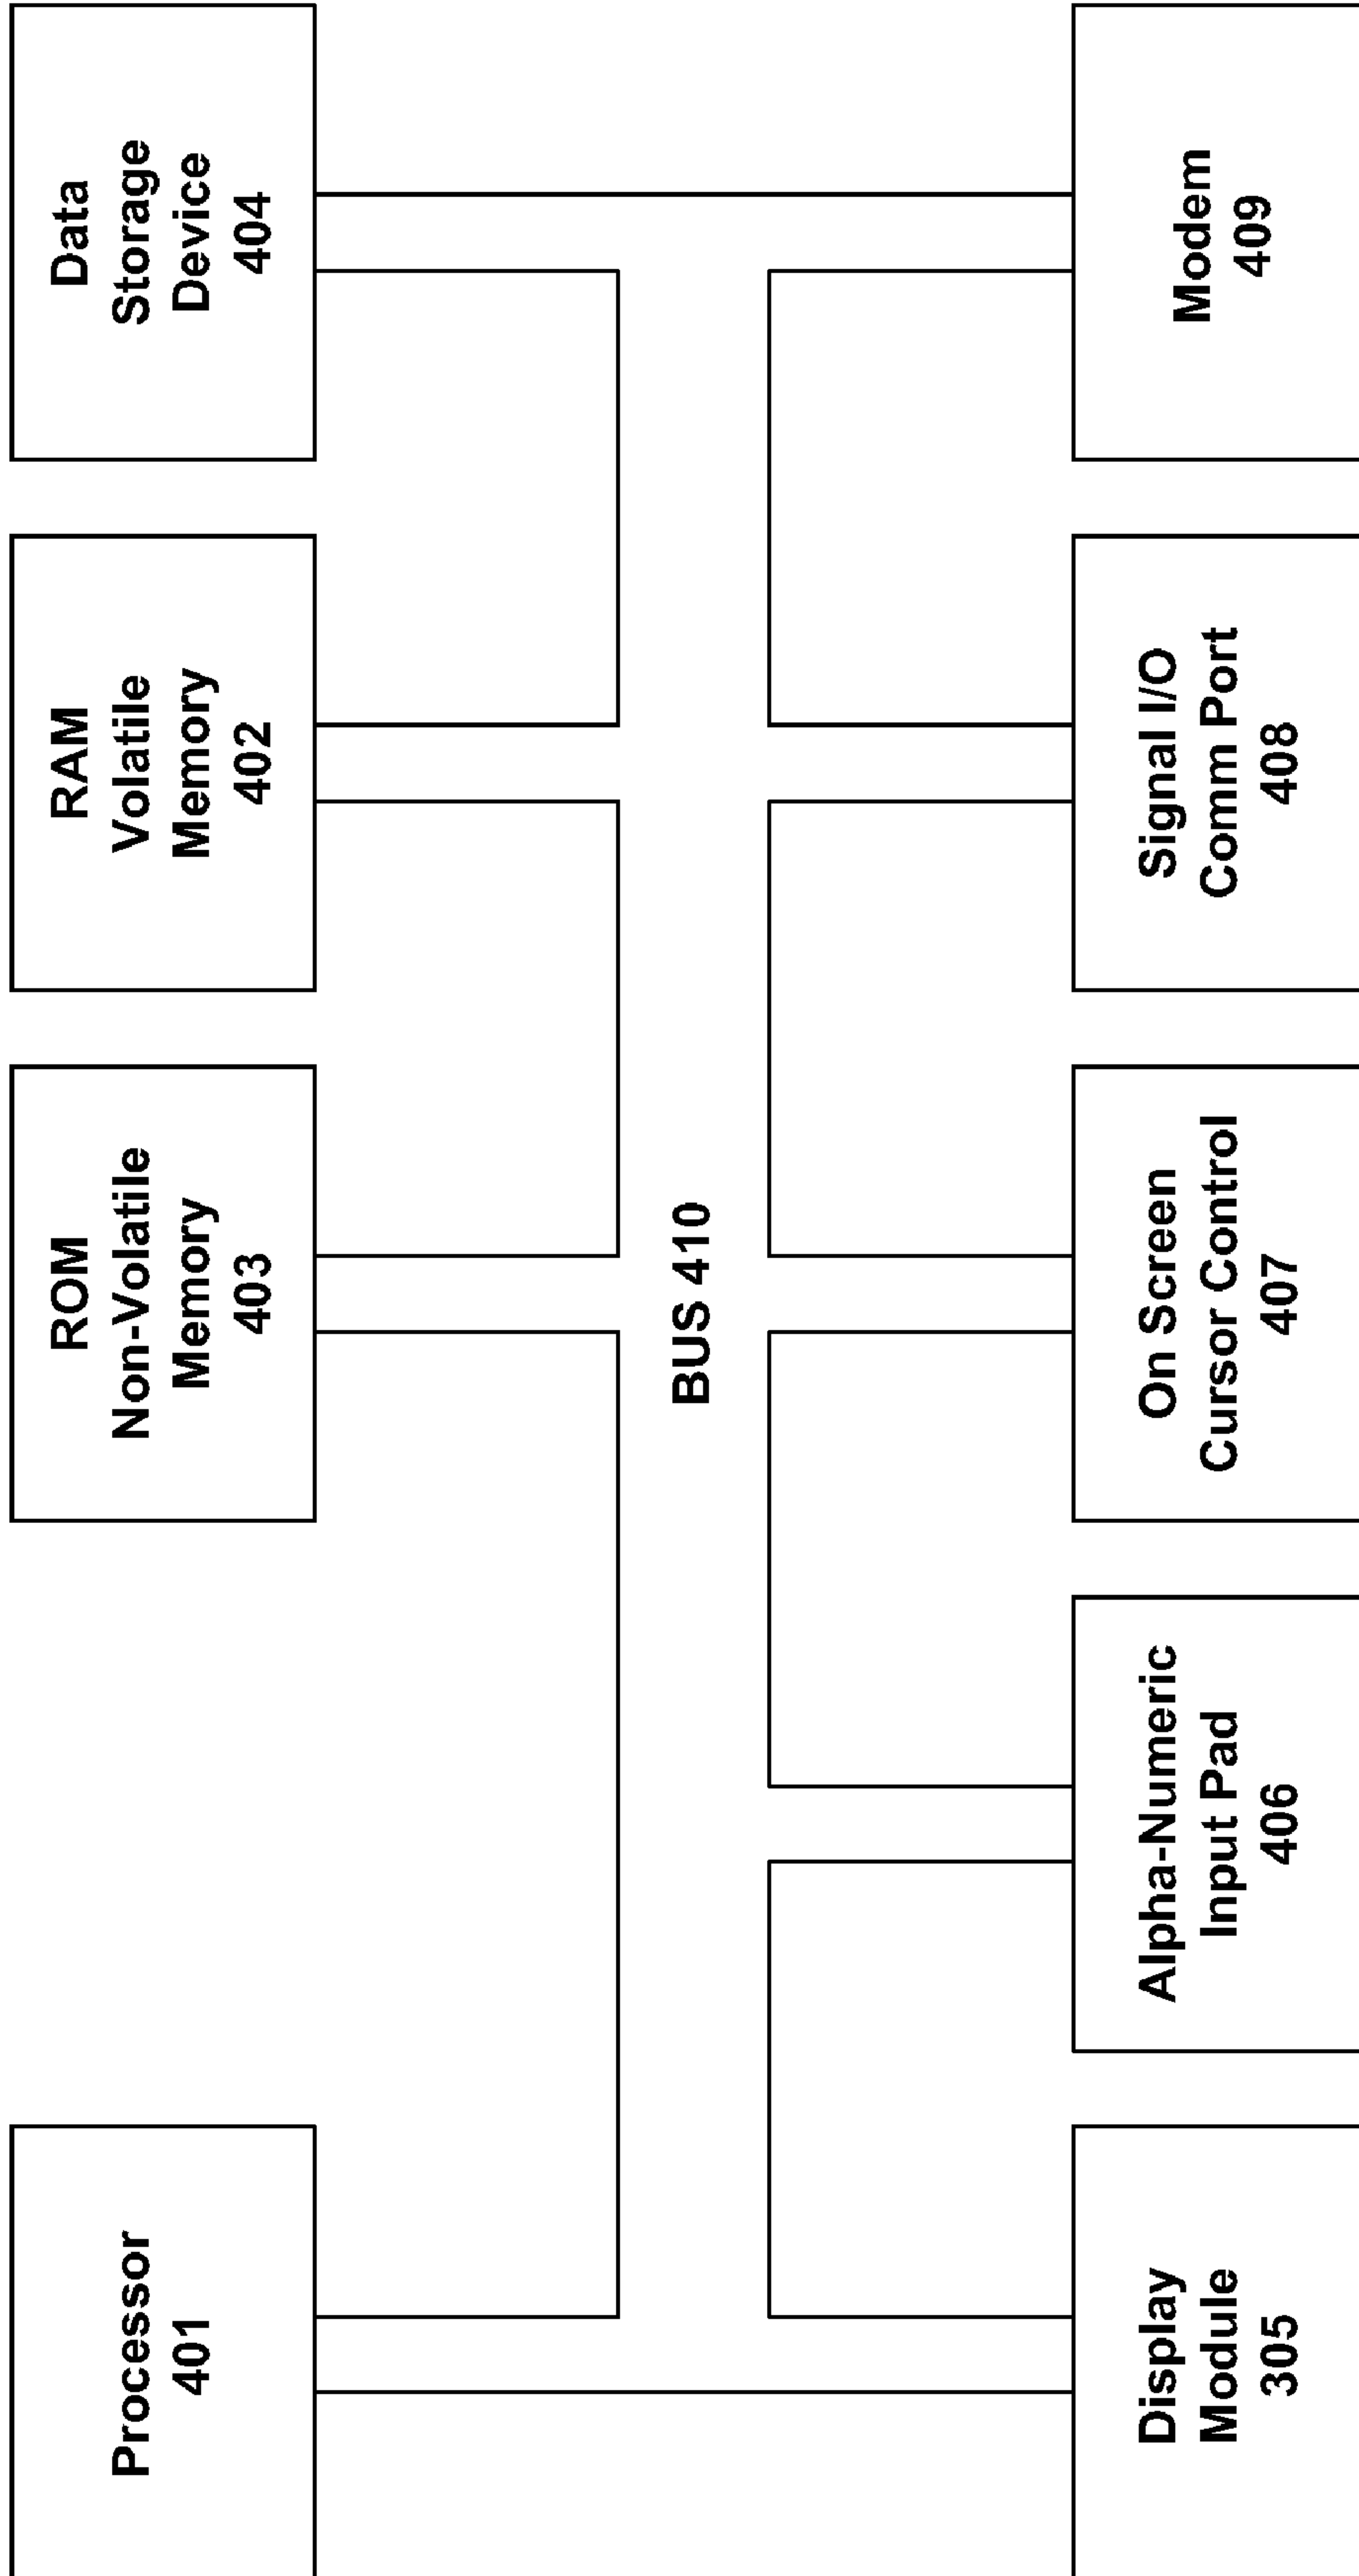 Processor
401
ROM
Non-Volatile
Memory
403
RAM
Volatile
Memory
402
Data
Storage
Device
404
BUS 410
Display
Module
305
Alpha-Numeric
Input Pad
406
On Screen
Cursor Control
407
Signal I/O
Comm Port
408
Modem
409